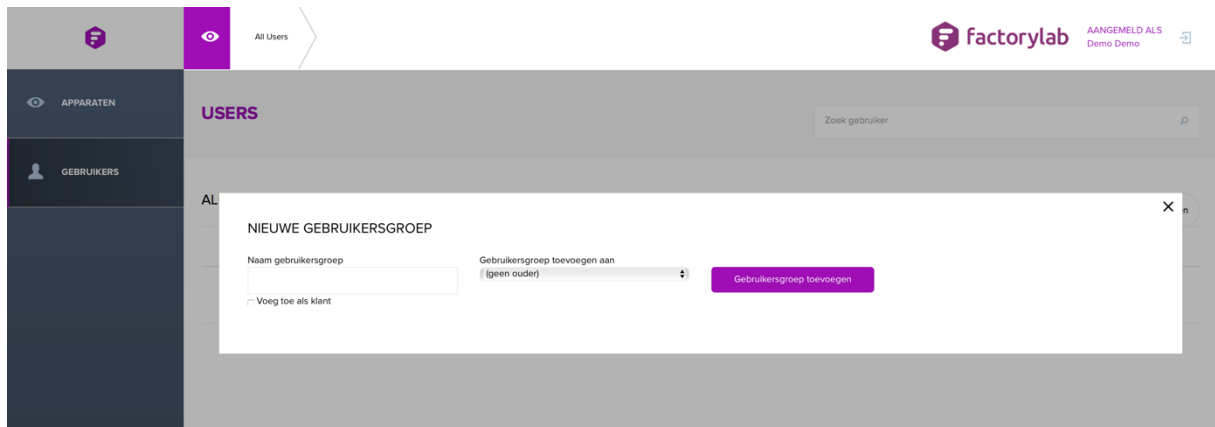 All Users
factorylab
AANGEMELD ALS
Demo Demo
APPARATEN
USERS
Zoek gebruiker
GEBRUIKERS
AL
NIEUWE GEBRUIKERSGROEP
Naam gebruikersgroep
Gebruikersgroep toevoegen aan
(geen ouder)
Gebruikersgroep toevoegen
Voeg toe als klant